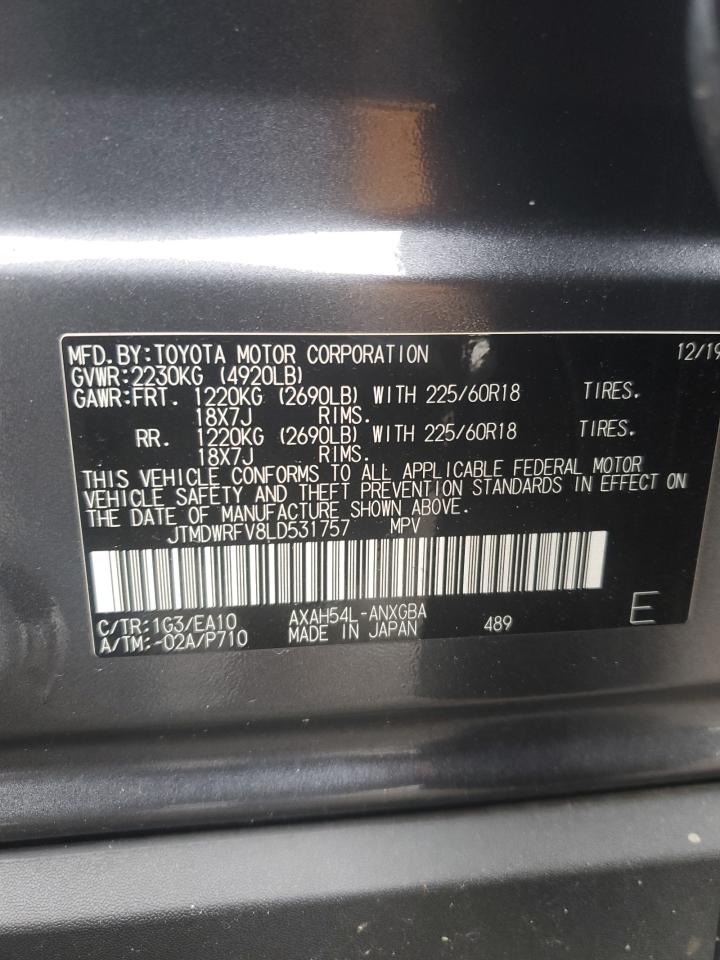 MFD.BY:TOYOTA MOTOR CORPORATION 12/19
GVWR:2230KG (4920LB)
GAWR:FRT. 1220KG (2690LB) WITH 225/60R18 TIRES.
18X7J RIMS.
RR. 1220KG (2690LB) WITH 225/60R18 TIRES.
18X7J RIMS.
THIS VEHICLE CONFORMS TO ALL APPLICABLE FEDERAL MOTOR
VEHICLE SAFETY AND THEFT PREVENTION STANDARDS IN EFFECT ON
THE DATE OF MANUFACTURE SHOWN ABOVE.
JTMDWRFV8LD531757 MPV
C/TR:1G3/EA10 AXAH54L-ANXGBA 489 E
A/TM:-02A/P710 MADE IN JAPAN